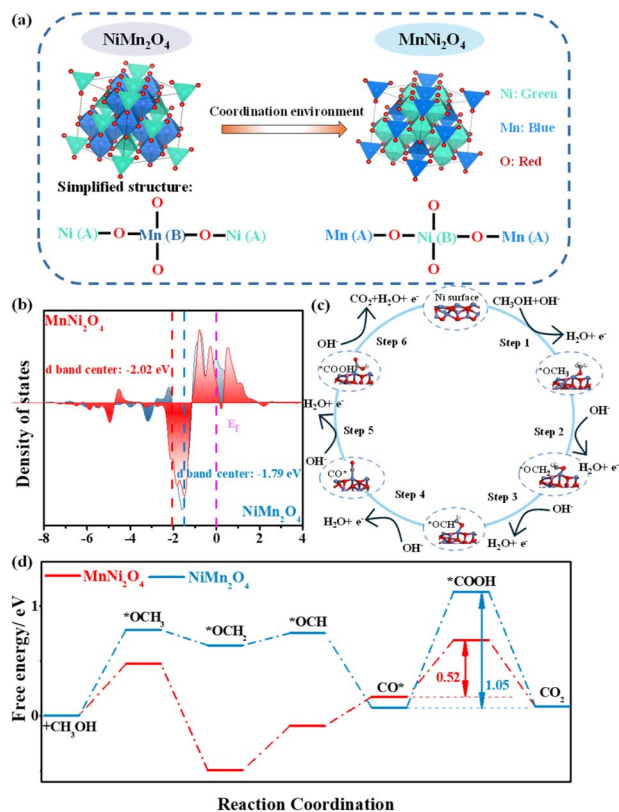 (a)
NiMn₂O₄
MnNi₂O₄
Coordination environment
Ni: Green
Mn: Blue
O: Red
Simplified structure:
O
O
Ni (A) O Mn (B) O Ni (A)
Mn (A) O Ni (B) O Mn (A)
O
O
(b)
MnNi₂O₄
d band center: -2.02 eV
E_f
d band center: -1.79 eV
NiMn₂O₄
Density of states
-8 -6 -4 -2 0 2 4
(c)
Ni surface
CH₃OH+OH⁻
Step 1
H₂O+ e⁻
*OCH₃
OH⁻
Step 2
H₂O+ e⁻
*OCH₂
OH⁻
Step 3
H₂O+ e⁻
*OCH
OH⁻
Step 4
H₂O+ e⁻
CO*
OH⁻
Step 5
H₂O+ e⁻
*COOH
OH⁻
Step 6
CO₂+H₂O+ e⁻
(d)
MnNi₂O₄ NiMn₂O₄
Free energy/ eV
1
0
+CH₃OH
*OCH₃
*OCH₂
*OCH
CO*
*COOH
0.52
1.05
CO₂
Reaction Coordination